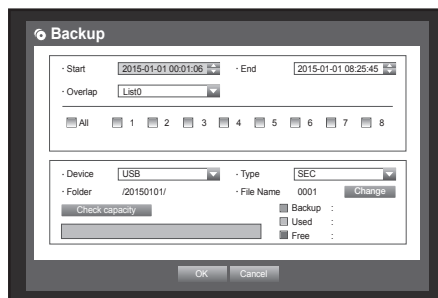 Backup
· Start 2015-01-01 00:01:06 · End 2015-01-01 08:25:45
· Overlap List0
All 1 2 3 4 5 6 7 8
· Device USB · Type SEC
· Folder /20150101/ · File Name 0001 Change
Check capacity Backup :
Used :
Free :
OK Cancel